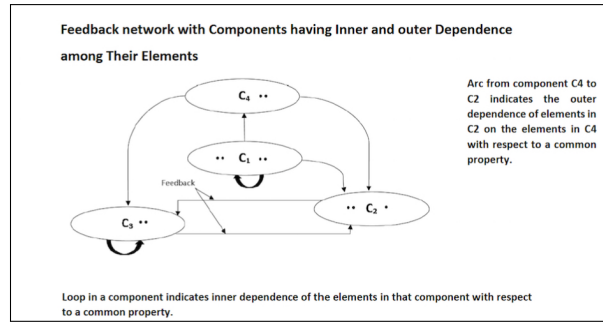 Feedback network with Components having Inner and outer Dependence
among Their Elements
C₄ ••
Arc from component C4 to
C2 indicates the outer
dependence of elements in
C2 on the elements in C4
with respect to a common
property.
•• C₁ ••
Feedback
•• C₂ •
C₃ ••
Loop in a component indicates inner dependence of the elements in that component with respect
to a common property.